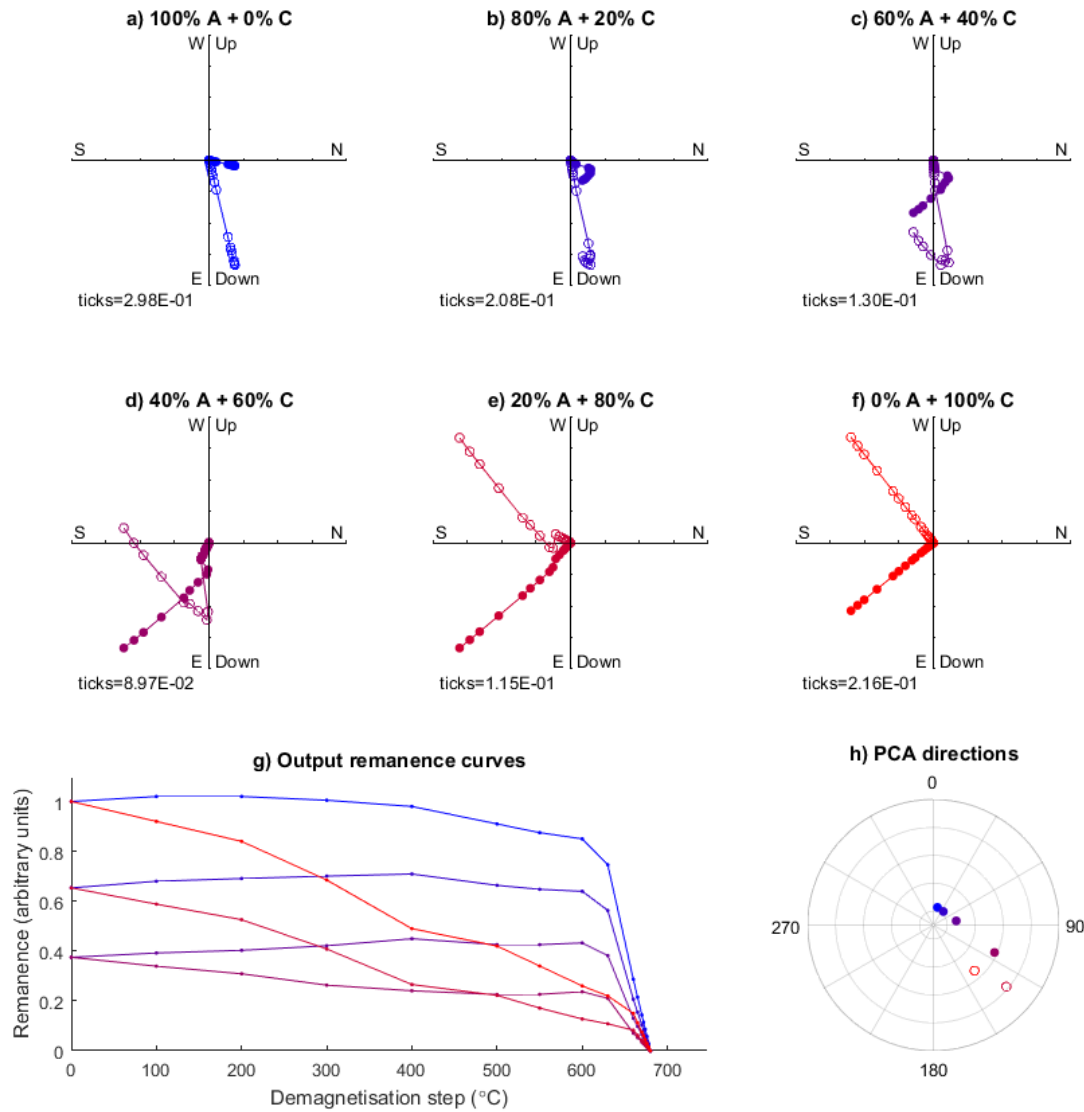 a) 100% A + 0% C
b) 80% A + 20% C
c) 60% A + 40% C
W Up
W Up
W Up
S N
S N
S N
E Down
E Down
E Down
ticks=2.98E-01
ticks=2.08E-01
ticks=1.30E-01
d) 40% A + 60% C
e) 20% A + 80% C
f) 0% A + 100% C
W Up
W Up
W Up
S N
S N
S N
E Down
E Down
E Down
ticks=8.97E-02
ticks=1.15E-01
ticks=2.16E-01
g) Output remanence curves
Remanence (arbitrary units)
1
0.8
0.6
0.4
0.2
0
0 100 200 300 400 500 600 700
Demagnetisation step (°C)
h) PCA directions
0
270 90
180